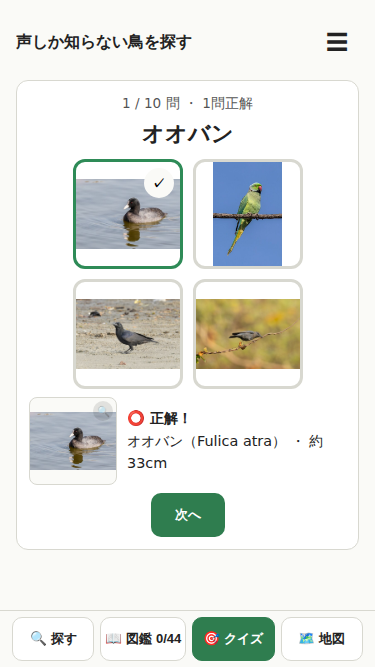 声しか知らない鳥を探す
☰
1 / 10 問 ・ 1問正解
オオバン
✓
🔍
⭕ 正解！
オオバン（Fulica atra） ・ 約
33cm
次へ
🔍 探す
📖 図鑑 0/44
🎯 クイズ
🗺️ 地図